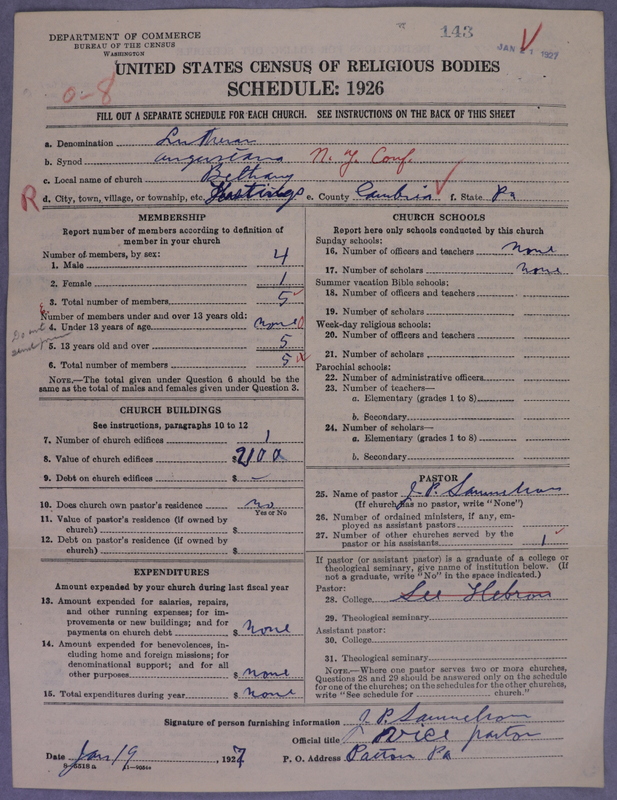 DEPARTMENT OF COMMERCE
BUREAU OF THE CENSUS
WASHINGTON
143
JAN 21 1927
UNITED STATES CENSUS OF RELIGIOUS BODIES
SCHEDULE: 1926
0-8
FILL OUT A SEPARATE SCHEDULE FOR EACH CHURCH. SEE INSTRUCTIONS ON THE BACK OF THIS SHEET
a. Denomination Lutheran
b. Synod Augustana N. Y. Conf.
c. Local name of church Bethany
R d. City, town, village, or township, etc. Hastings e. County Cambria f. State Pa
MEMBERSHIP
Report number of members according to definition of member in your church
Number of members, by sex:
1. Male 4
2. Female 1
3. Total number of members 5
Number of members under and over 13 years old:
4. Under 13 years of age none
5. 13 years old and over 5
6. Total number of members 5
NOTE.—The total given under Question 6 should be the
same as the total of males and females given under Question 3.
CHURCH BUILDINGS
See instructions, paragraphs 10 to 12
7. Number of church edifices 1
8. Value of church edifices $2100
9. Debt on church edifices $ -
10. Does church own pastor's residence no
Yes or No
11. Value of pastor's residence (if owned by
church) $
12. Debt on pastor's residence (if owned by
church) $
EXPENDITURES
Amount expended by your church during last fiscal year
13. Amount expended for salaries, repairs,
and other running expenses; for im-
provements or new buildings; and for
payments on church debt $ none
14. Amount expended for benevolences, in-
cluding home and foreign missions; for
denominational support; and for all
other purposes $ none
15. Total expenditures during year $ none
CHURCH SCHOOLS
Report here only schools conducted by this church
Sunday schools:
16. Number of officers and teachers none
17. Number of scholars none
Summer vacation Bible schools:
18. Number of officers and teachers
19. Number of scholars
Week-day religious schools:
20. Number of officers and teachers
21. Number of scholars
Parochial schools:
22. Number of administrative officers
23. Number of teachers—
a. Elementary (grades 1 to 8)
b. Secondary
24. Number of scholars—
a. Elementary (grades 1 to 8)
b. Secondary
PASTOR
25. Name of pastor J. P. Samuelson
(If church has no pastor, write "None")
26. Number of ordained ministers, if any, em-
ployed as assistant pastors
27. Number of other churches served by the
pastor or his assistants 1
If pastor (or assistant pastor) is a graduate of a college or
theological seminary, give name of institution below. (If
not a graduate, write "No" in the space indicated.)
Pastor:
28. College See Hebron
29. Theological seminary
Assistant pastor:
30. College
31. Theological seminary
NOTE.—Where one pastor serves two or more churches,
Questions 28 and 29 should be answered only on the schedule
for one of the churches; on the schedules for the other churches,
write "See schedule for church."
Signature of person furnishing information J. P. Samuelson
Official title vice pastor
Date Jan 19, 1927 P. O. Address Patton Pa